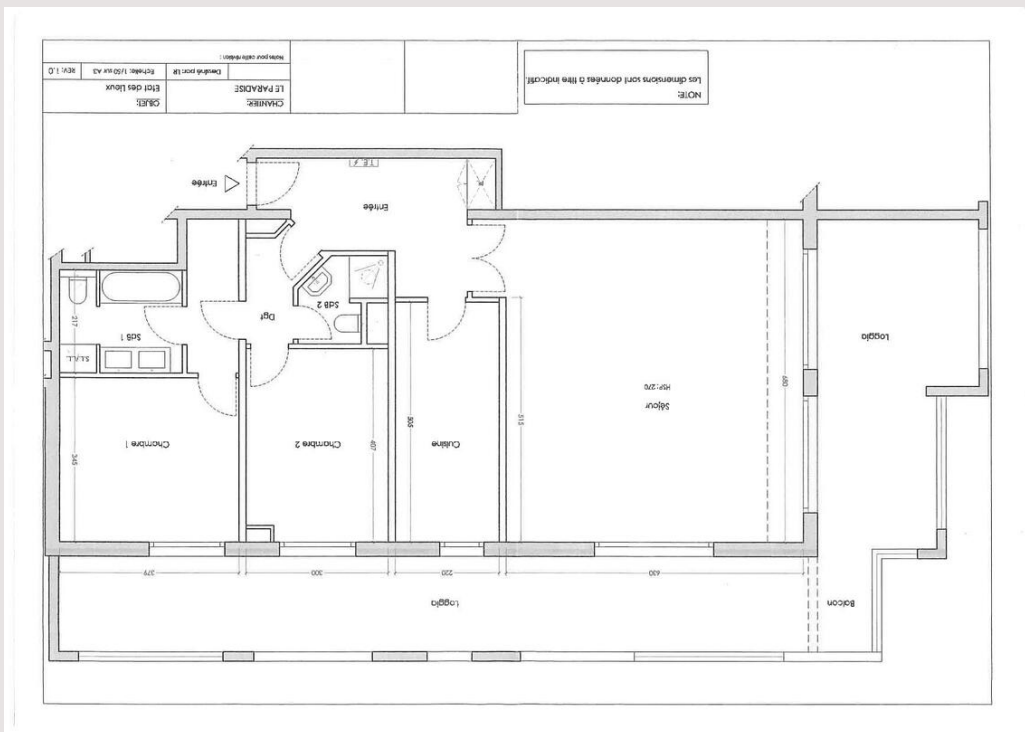 NOTE:
Les dimensions sont données à titre indicatif.
CHANTIER:
LE PARADISE
OBJET:
Etat des Lieux
Dessiné par: LR
Echelle: 1/50 sur A3
REV: 1.0
Notes pour cette révision :
Balcon
Loggia
630
220
300
379
Loggia
Séjour
HSP: 270
680
515
Cuisine
505
Chambre 2
407
Chambre 1
345
S.L./L.L.
SdB 1
217
SdB 2
Dgt
Entrée
T.E.
Entrée